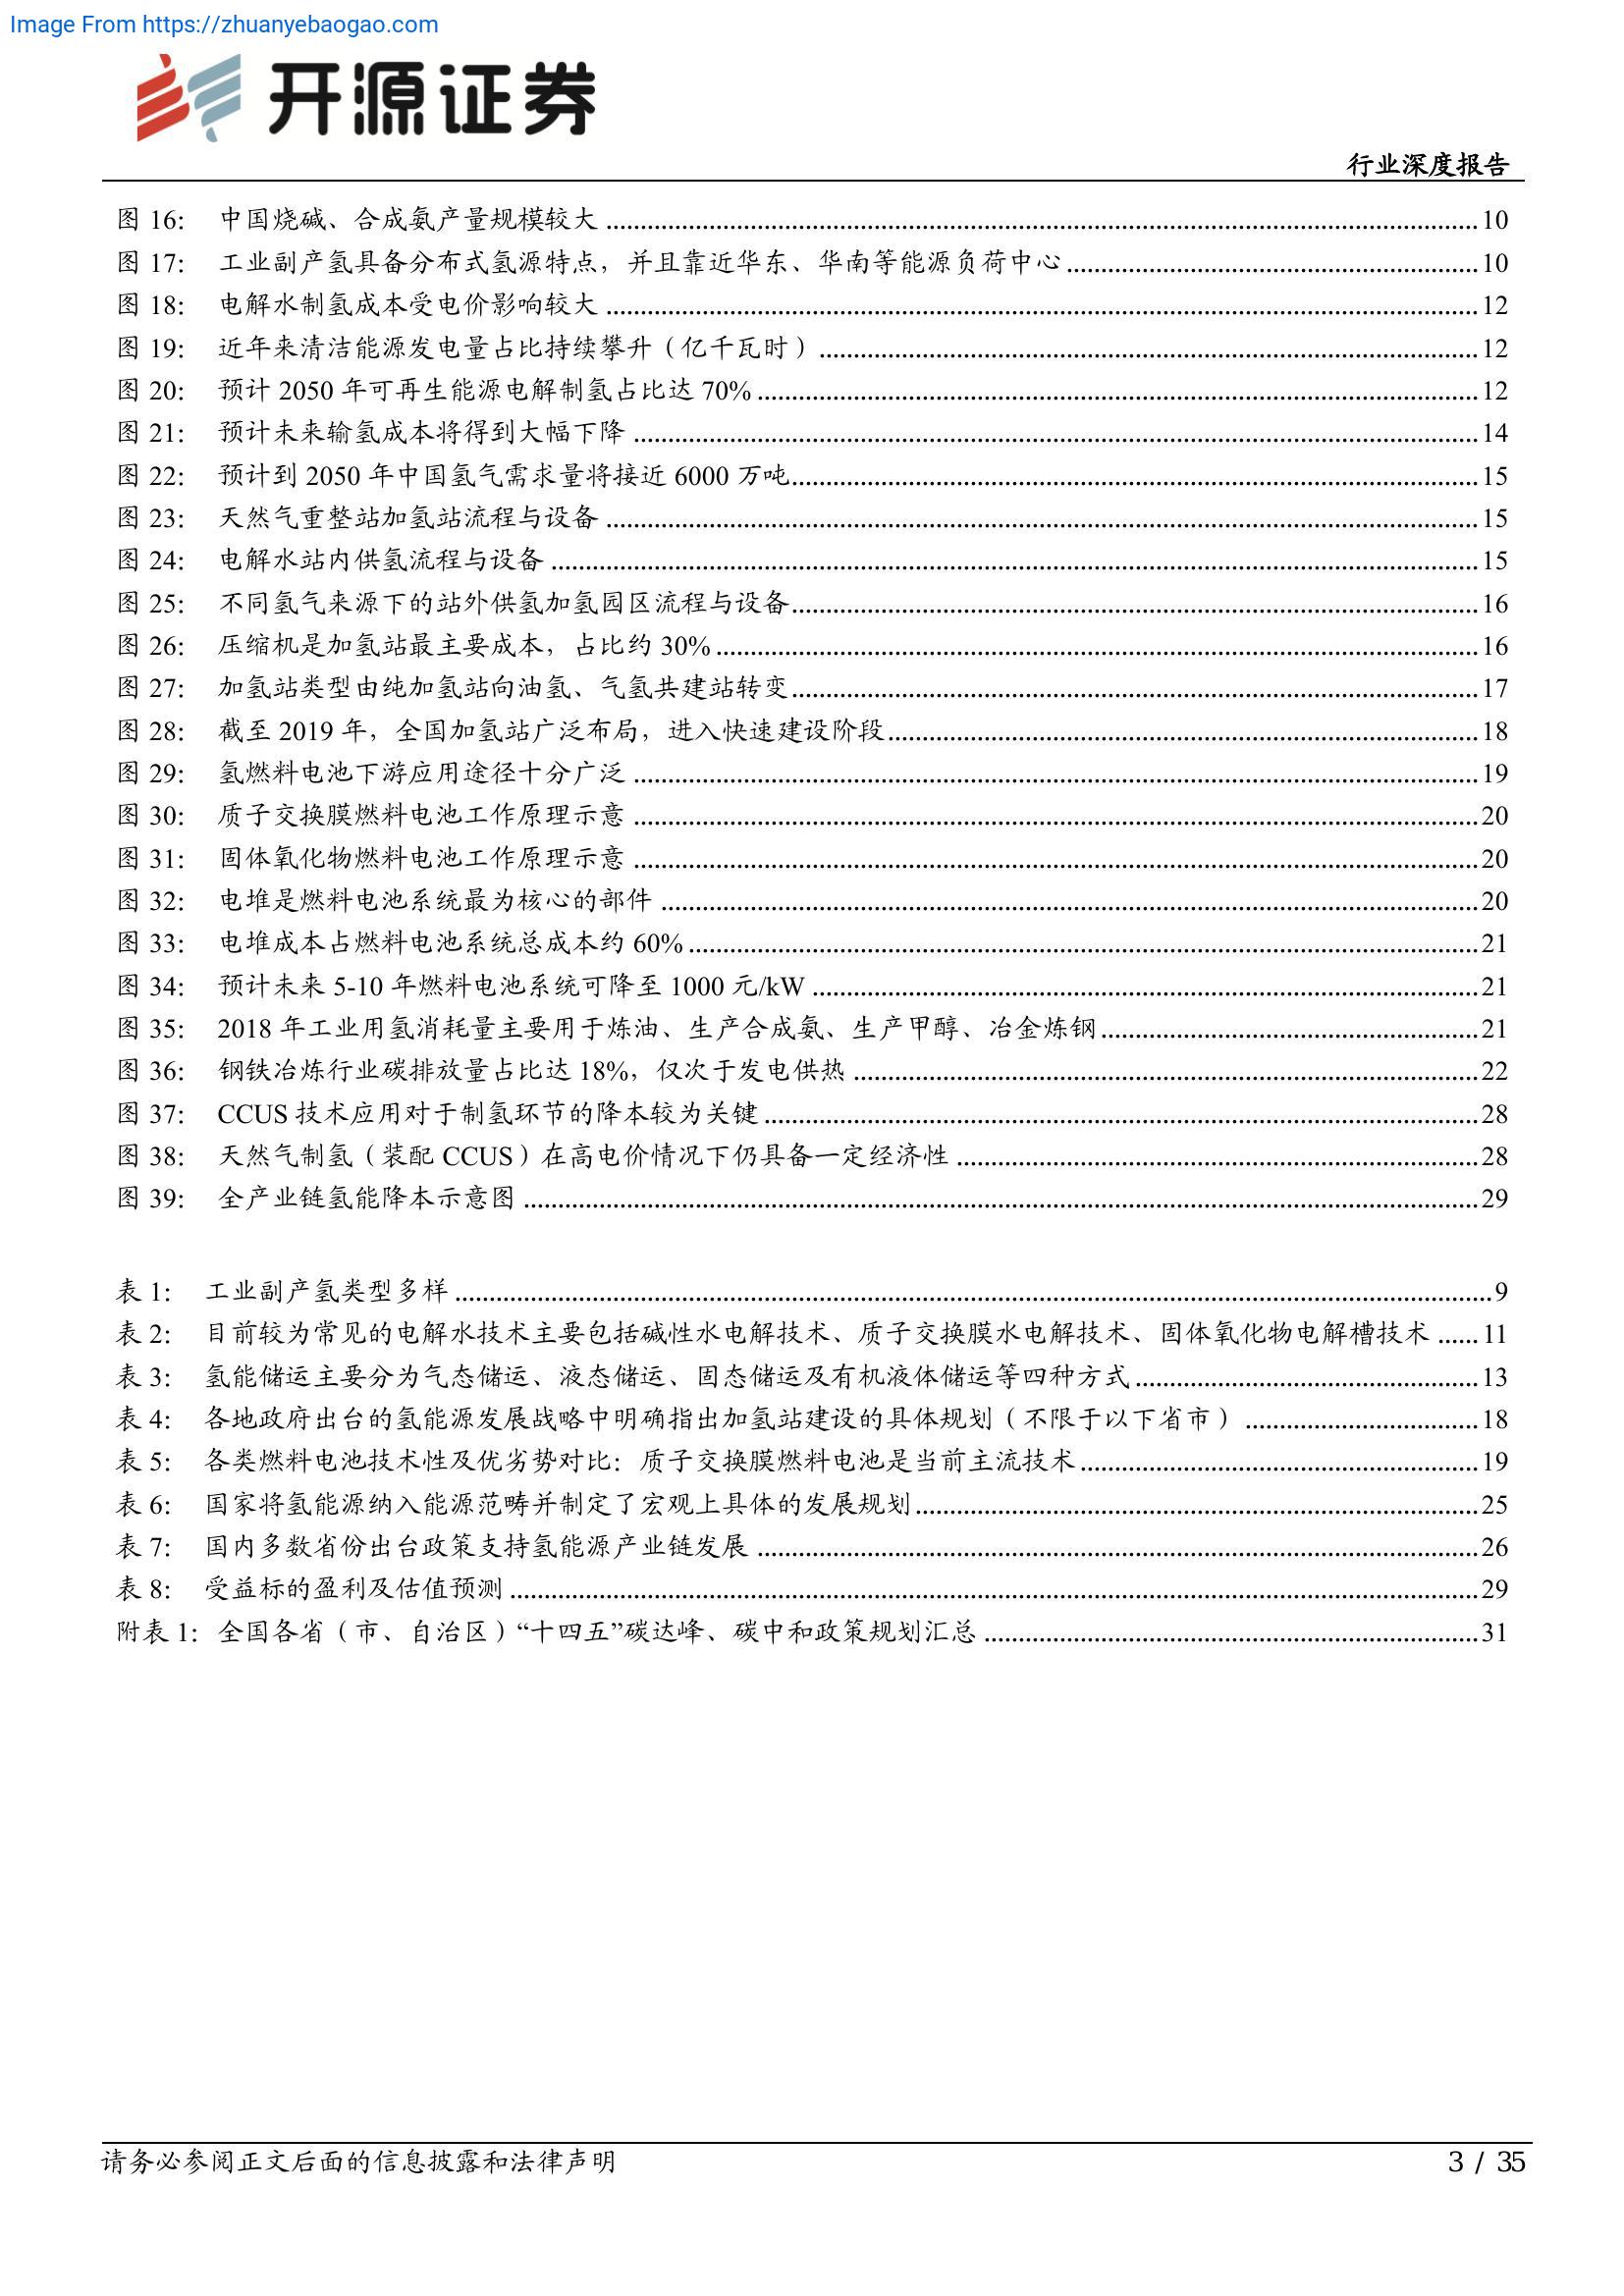 Image From https://zhuanyebaogao.com
开源证券
行业深度报告
图 16： 中国烧碱、合成氨产量规模较大 ........ 10
图 17： 工业副产氢具备分布式氢源特点，并且靠近华东、华南等能源负荷中心 ........ 10
图 18： 电解水制氢成本受电价影响较大 ........ 12
图 19： 近年来清洁能源发电量占比持续攀升（亿千瓦时） ........ 12
图 20： 预计 2050 年可再生能源电解制氢占比达 70% ........ 12
图 21： 预计未来输氢成本将得到大幅下降 ........ 14
图 22： 预计到 2050 年中国氢气需求量将接近 6000 万吨 ........ 15
图 23： 天然气重整站加氢站流程与设备 ........ 15
图 24： 电解水站内供氢流程与设备 ........ 15
图 25： 不同氢气来源下的站外供氢加氢园区流程与设备 ........ 16
图 26： 压缩机是加氢站最主要成本，占比约 30% ........ 16
图 27： 加氢站类型由纯加氢站向油氢、气氢共建站转变 ........ 17
图 28： 截至 2019 年，全国加氢站广泛布局，进入快速建设阶段 ........ 18
图 29： 氢燃料电池下游应用途径十分广泛 ........ 19
图 30： 质子交换膜燃料电池工作原理示意 ........ 20
图 31： 固体氧化物燃料电池工作原理示意 ........ 20
图 32： 电堆是燃料电池系统最为核心的部件 ........ 20
图 33： 电堆成本占燃料电池系统总成本约 60% ........ 21
图 34： 预计未来 5-10 年燃料电池系统可降至 1000 元/kW ........ 21
图 35： 2018 年工业用氢消耗量主要用于炼油、生产合成氨、生产甲醇、冶金炼钢 ........ 21
图 36： 钢铁冶炼行业碳排放量占比达 18%，仅次于发电供热 ........ 22
图 37： CCUS 技术应用对于制氢环节的降本较为关键 ........ 28
图 38： 天然气制氢（装配 CCUS）在高电价情况下仍具备一定经济性 ........ 28
图 39： 全产业链氢能降本示意图 ........ 29
表 1： 工业副产氢类型多样 ........ 9
表 2： 目前较为常见的电解水技术主要包括碱性水电解技术、质子交换膜水电解技术、固体氧化物电解槽技术 ...... 11
表 3： 氢能储运主要分为气态储运、液态储运、固态储运及有机液体储运等四种方式 ........ 13
表 4： 各地政府出台的氢能源发展战略中明确指出加氢站建设的具体规划（不限于以下省市） ........ 18
表 5： 各类燃料电池技术性及优劣势对比：质子交换膜燃料电池是当前主流技术 ........ 19
表 6： 国家将氢能源纳入能源范畴并制定了宏观上具体的发展规划 ........ 25
表 7： 国内多数省份出台政策支持氢能源产业链发展 ........ 26
表 8： 受益标的盈利及估值预测 ........ 29
附表 1： 全国各省（市、自治区）“十四五”碳达峰、碳中和政策规划汇总 ........ 31
请务必参阅正文后面的信息披露和法律声明 3 / 35